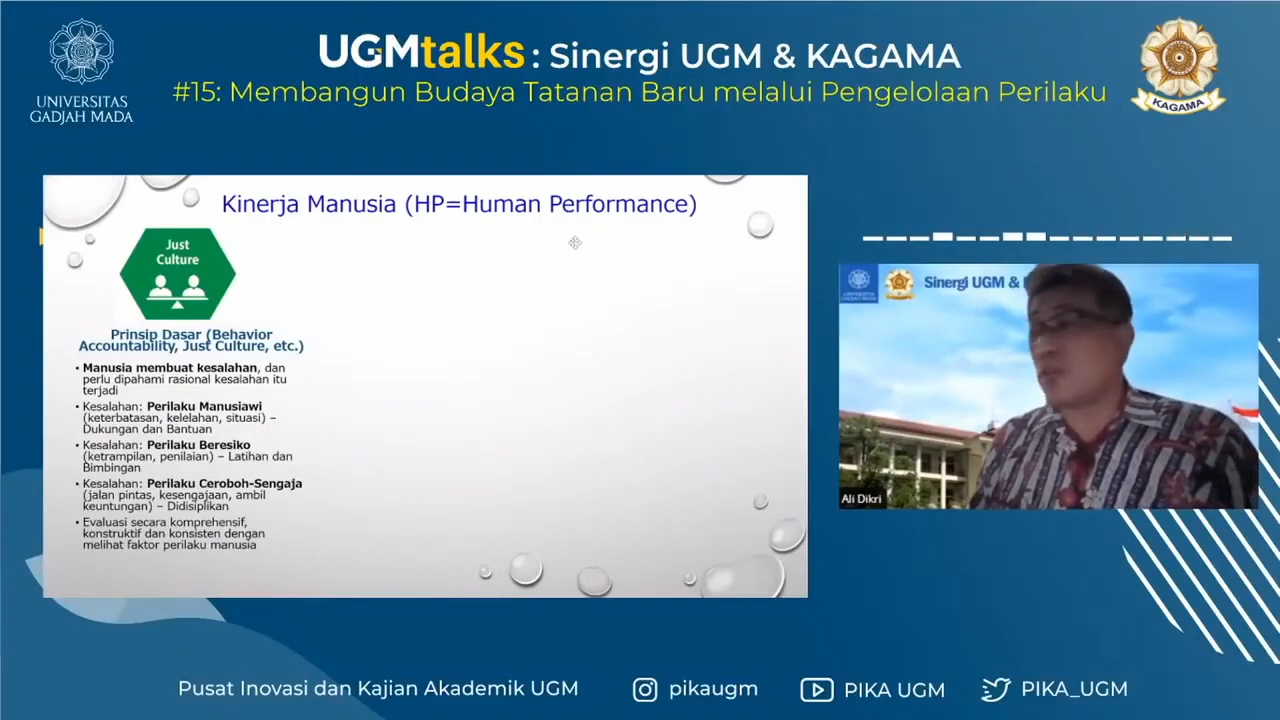 UNIVERSITAS
GADJAH MADA
UGMtalks : Sinergi UGM & KAGAMA
#15: Membangun Budaya Tatanan Baru melalui Pengelolaan Perilaku
KAGAMA
Kinerja Manusia (HP=Human Performance)
Just
Culture
Prinsip Dasar (Behavior
Accountability, Just Culture, etc.)
• Manusia membuat kesalahan, dan
perlu dipahami rasional kesalahan itu
terjadi
• Kesalahan: Perilaku Manusiawi
(keterbatasan, kelelahan, situasi) –
Dukungan dan Bantuan
• Kesalahan: Perilaku Beresiko
(ketrampilan, penilaian) – Latihan dan
Bimbingan
• Kesalahan: Perilaku Ceroboh-Sengaja
(jalan pintas, kesengajaan, ambil
keuntungan) – Didisiplikan
• Evaluasi secara komprehensif,
konstruktif dan konsisten dengan
melihat faktor perilaku manusia
Sinergi UGM &
Ali Dikri
Pusat Inovasi dan Kajian Akademik UGM
pikaugm
PIKA UGM
PIKA_UGM